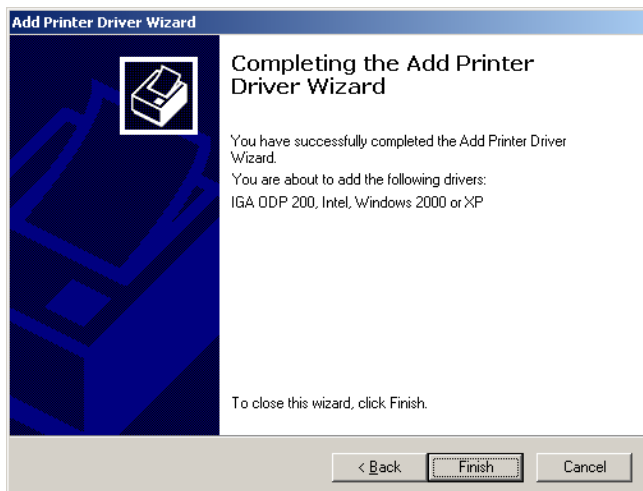 Add Printer Driver Wizard
Completing the Add Printer
Driver Wizard
You have successfully completed the Add Printer Driver
Wizard.
You are about to add the following drivers:
IGA ODP 200, Intel, Windows 2000 or XP
To close this wizard, click Finish.
< Back Finish Cancel